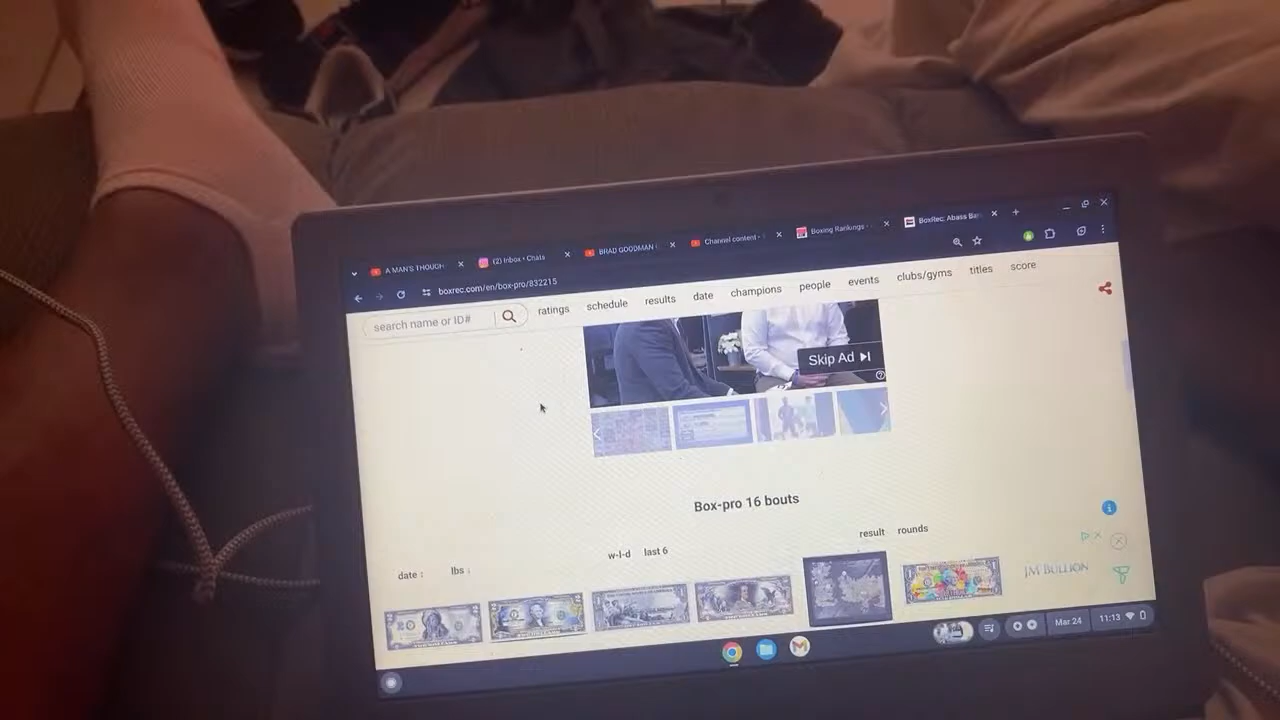 A MAN'S THOUGH
(2) Inbox • Chats
BRAD GOODMAN
Channel content -
Boxing Rankings -
BoxRec: Abass Ba
boxrec.com/en/box-pro/832215
search name or ID#
ratings schedule results date champions people events clubs/gyms titles score
Skip Ad
Box-pro 16 bouts
result rounds
w-l-d last 6
date lbs
JM BULLION
Mar 24 11:13